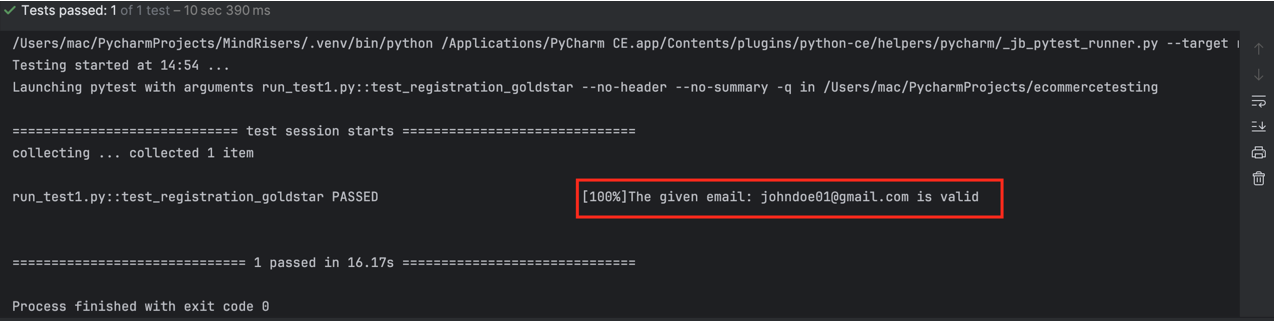 Tests passed: 1 of 1 test – 10 sec 390 ms
/Users/mac/PycharmProjects/MindRisers/.venv/bin/python /Applications/PyCharm CE.app/Contents/plugins/python-ce/helpers/pycharm/_jb_pytest_runner.py --target
Testing started at 14:54 ...
Launching pytest with arguments run_test1.py::test_registration_goldstar --no-header --no-summary -q in /Users/mac/PycharmProjects/ecommercetesting
============================= test session starts ==============================
collecting ... collected 1 item
run_test1.py::test_registration_goldstar PASSED [100%]The given email: johndoe01@gmail.com is valid
============================== 1 passed in 16.17s ==============================
Process finished with exit code 0